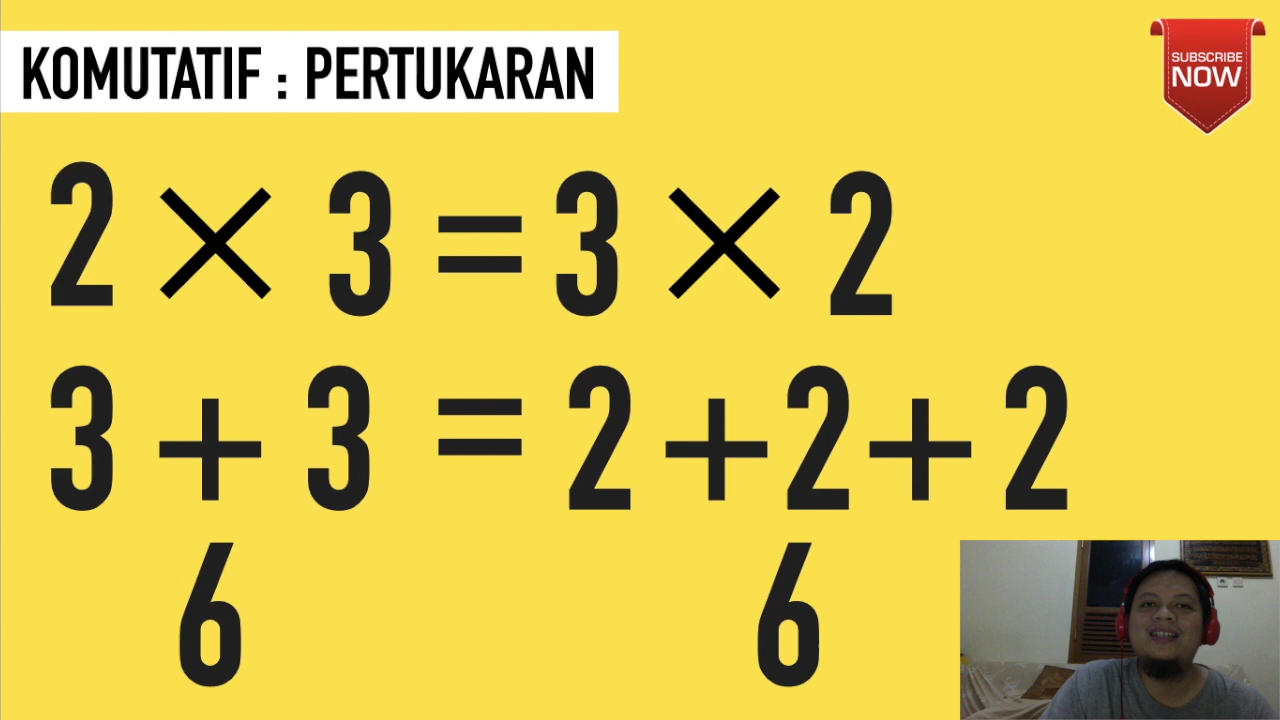 KOMUTATIF : PERTUKARAN
SUBSCRIBE
NOW
2 × 3 = 3 × 2
3 + 3 = 2 + 2 + 2
6 6